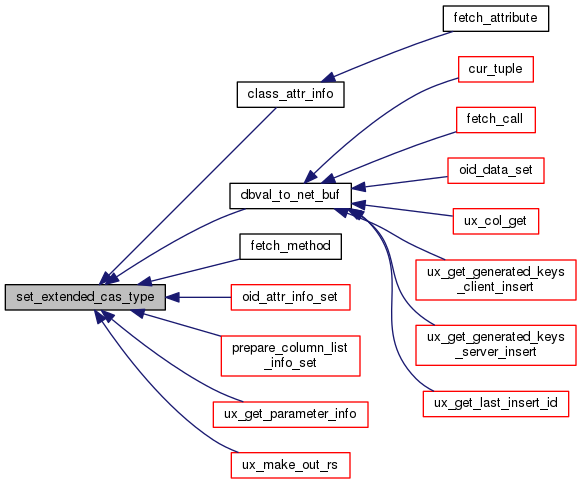 fetch_attribute
cur_tuple
class_attr_info
fetch_call
oid_data_set
dbval_to_net_buf
ux_col_get
fetch_method
ux_get_generated_keys
_client_insert
set_extended_cas_type
oid_attr_info_set
ux_get_generated_keys
_server_insert
prepare_column_list
_info_set
ux_get_last_insert_id
ux_get_parameter_info
ux_make_out_rs